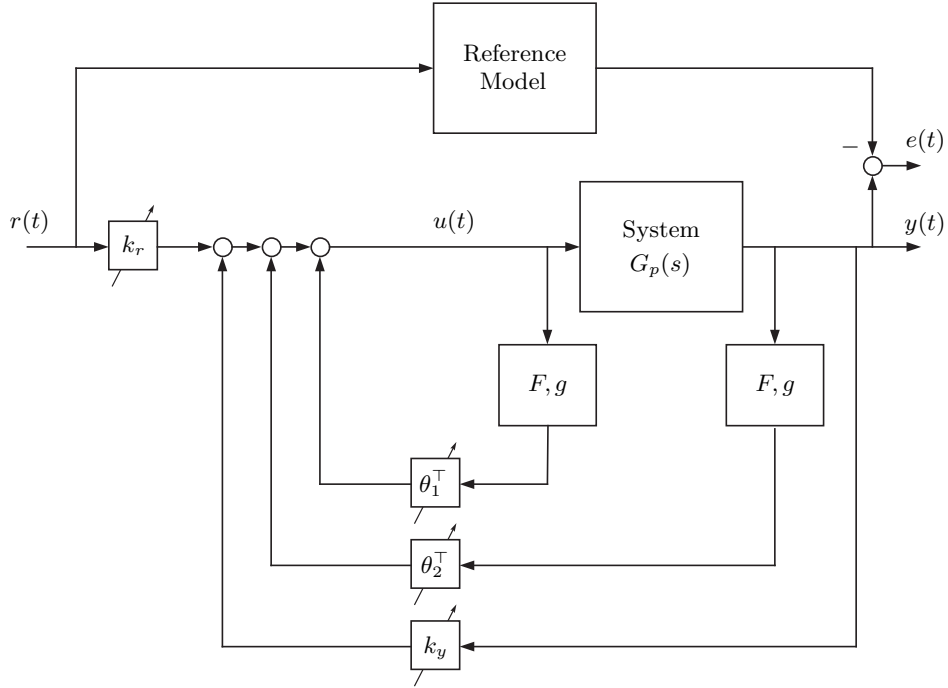 Reference
Model
−
e(t)
r(t)
k_r
u(t)
System
G_p(s)
y(t)
F, g
F, g
θ_1^⊤
θ_2^⊤
k_y